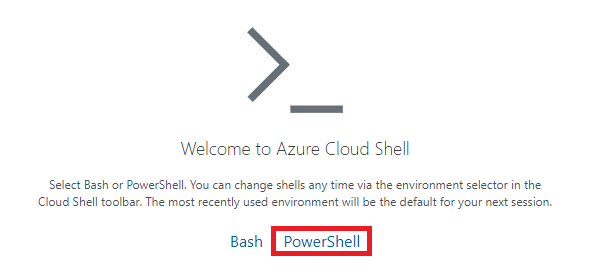 Welcome to Azure Cloud Shell
Select Bash or PowerShell. You can change shells any time via the environment selector in the
Cloud Shell toolbar. The most recently used environment will be the default for your next session.
Bash PowerShell